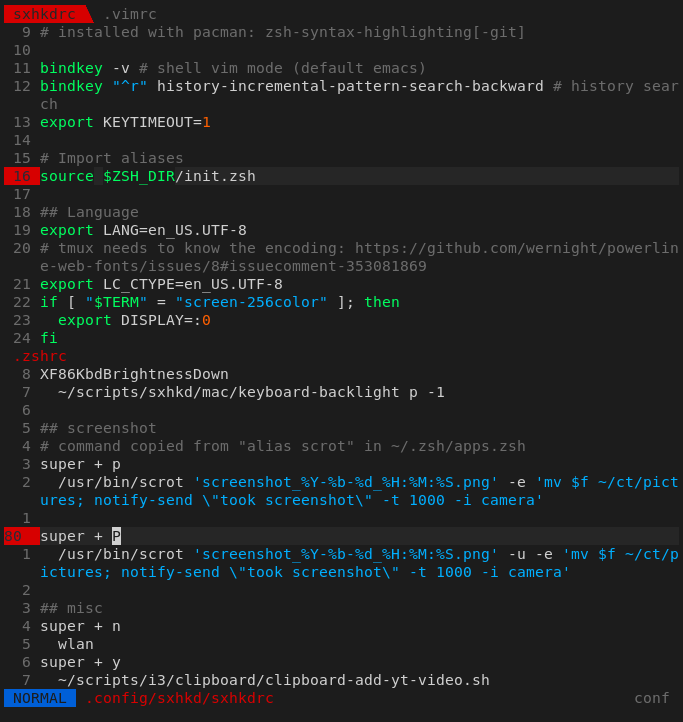 sxhkdrc .vimrc
9 # installed with pacman: zsh-syntax-highlighting[-git]
10
11 bindkey -v # shell vim mode (default emacs)
12 bindkey "^r" history-incremental-pattern-search-backward # history sear
ch
13 export KEYTIMEOUT=1
14
15 # Import aliases
16 source $ZSH_DIR/init.zsh
17
18 ## Language
19 export LANG=en_US.UTF-8
20 # tmux needs to know the encoding: https://github.com/wernight/powerlin
e-web-fonts/issues/8#issuecomment-353081869
21 export LC_CTYPE=en_US.UTF-8
22 if [ "$TERM" = "screen-256color" ]; then
23   export DISPLAY=:0
24 fi
.zshrc
8 XF86KbdBrightnessDown
7   ~/scripts/sxhkd/mac/keyboard-backlight p -1
6
5 ## screenshot
4 # command copied from "alias scrot" in ~/.zsh/apps.zsh
3 super + p
2   /usr/bin/scrot 'screenshot_%Y-%b-%d_%H:%M:%S.png' -e 'mv $f ~/ct/pict
ures; notify-send \"took screenshot\" -t 1000 -i camera'
1
80 super + P
1   /usr/bin/scrot 'screenshot_%Y-%b-%d_%H:%M:%S.png' -u -e 'mv $f ~/ct/p
ictures; notify-send \"took screenshot\" -t 1000 -i camera'
2
3 ## misc
4 super + n
5   wlan
6 super + y
7   ~/scripts/i3/clipboard/clipboard-add-yt-video.sh
NORMAL .config/sxhkd/sxhkdrc conf